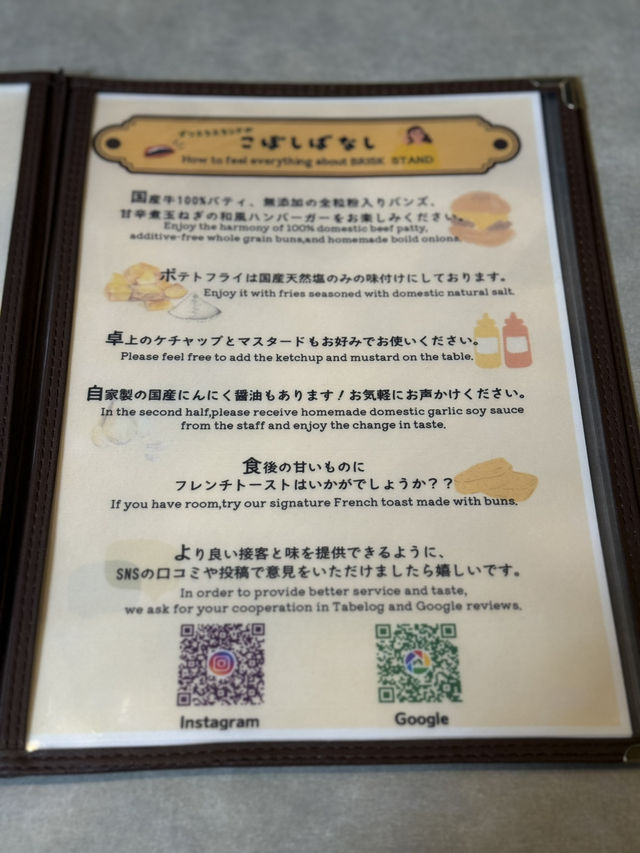 こぼしばなし
How to feel everything about BRISK STAND
国産牛100%パティ、無添加の全粒粉入りバンズ、
甘辛煮玉ねぎの和風ハンバーガーをお楽しみください。
Enjoy the harmony of 100% domestic beef patty,
additive-free whole grain buns,and homemade boild onions.
ポテトフライは国産天然塩のみの味付けにしております。
Enjoy it with fries seasoned with domestic natural salt.
卓上のケチャップとマスタードもお好みでお使いください。
Please feel free to add the ketchup and mustard on the table.
自家製の国産にんにく醤油もあります！お気軽にお声かけください。
In the second half,please receive homemade domestic garlic soy sauce
from the staff and enjoy the change in taste.
食後の甘いものに
フレンチトーストはいかがでしょうか？？
If you have room,try our signature French toast made with buns.
より良い接客と味を提供できるように、
SNSの口コミや投稿で意見をいただけましたら嬉しいです。
In order to provide better service and taste,
we ask for your cooperation in Tabelog and Google reviews.
Instagram
Google